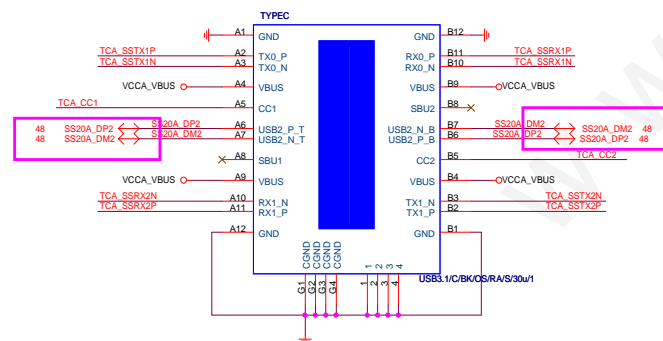 TYPEC
A1 GND GND B12
TCA_SSTX1P A2 TX0_P RX0_P B11 TCA_SSRX1P
TCA_SSTX1N A3 TX0_N RX0_N B10 TCA_SSRX1N
VCCA_VBUS A4 VBUS VBUS B9 VCCA_VBUS
TCA_CC1 A5 CC1 SBU2 B8
48 SS20A_DP2 SS20A_DP2 A6 USB2_P_T USB2_N_B B7 SS20A_DM2 SS20A_DM2 48
48 SS20A_DM2 SS20A_DM2 A7 USB2_N_T USB2_P_B B6 SS20A_DP2 SS20A_DP2 48
A8 SBU1 CC2 B5 TCA_CC2
VCCA_VBUS A9 VBUS VBUS B4 VCCA_VBUS
TCA_SSRX2N A10 RX1_N TX1_N B3 TCA_SSTX2N
TCA_SSRX2P A11 RX1_P TX1_P B2 TCA_SSTX2P
A12 GND GND B1
CGND CGND CGND CGND 1 2 3 4
USB3.1/C/BK/OS/RA/S/30u/1
G1 G2 G3 G4 1 2 3 4